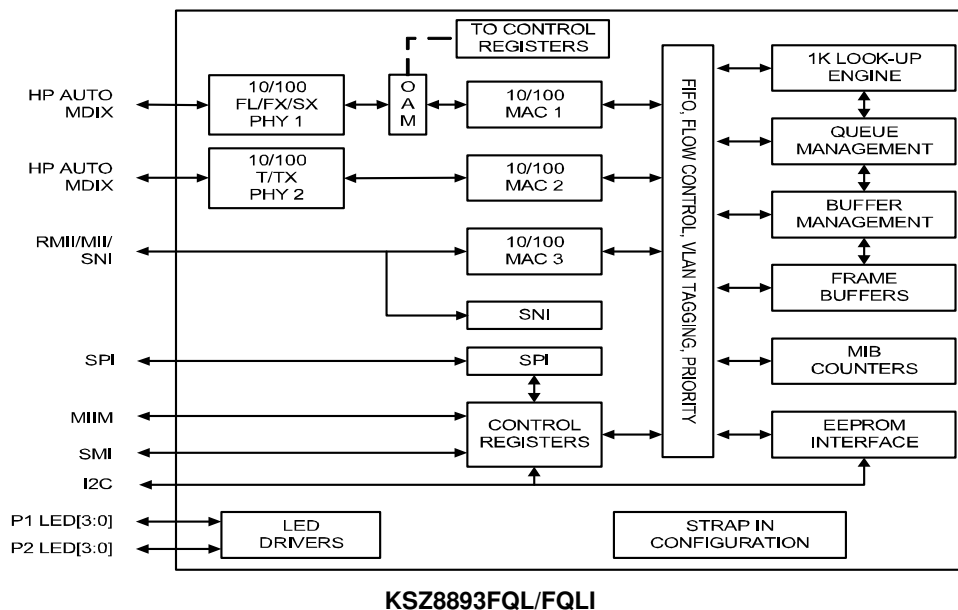 TO CONTROL
REGISTERS
HP AUTO
MDIX
10/100
FL/FX/SX
PHY 1
OAM
10/100
MAC 1
FIFO, FLOW CONTROL, VLAN TAGGING, PRIORITY
1K LOOK-UP
ENGINE
HP AUTO
MDIX
10/100
T/TX
PHY 2
10/100
MAC 2
QUEUE
MANAGEMENT
BUFFER
MANAGEMENT
RMII/MII/
SNI
10/100
MAC 3
FRAME
BUFFERS
SNI
SPI
SPI
MIB
COUNTERS
MIIM
SMI
I2C
CONTROL
REGISTERS
EEPROM
INTERFACE
P1 LED[3:0]
P2 LED[3:0]
LED
DRIVERS
STRAP IN
CONFIGURATION
KSZ8893FQL/FQLI